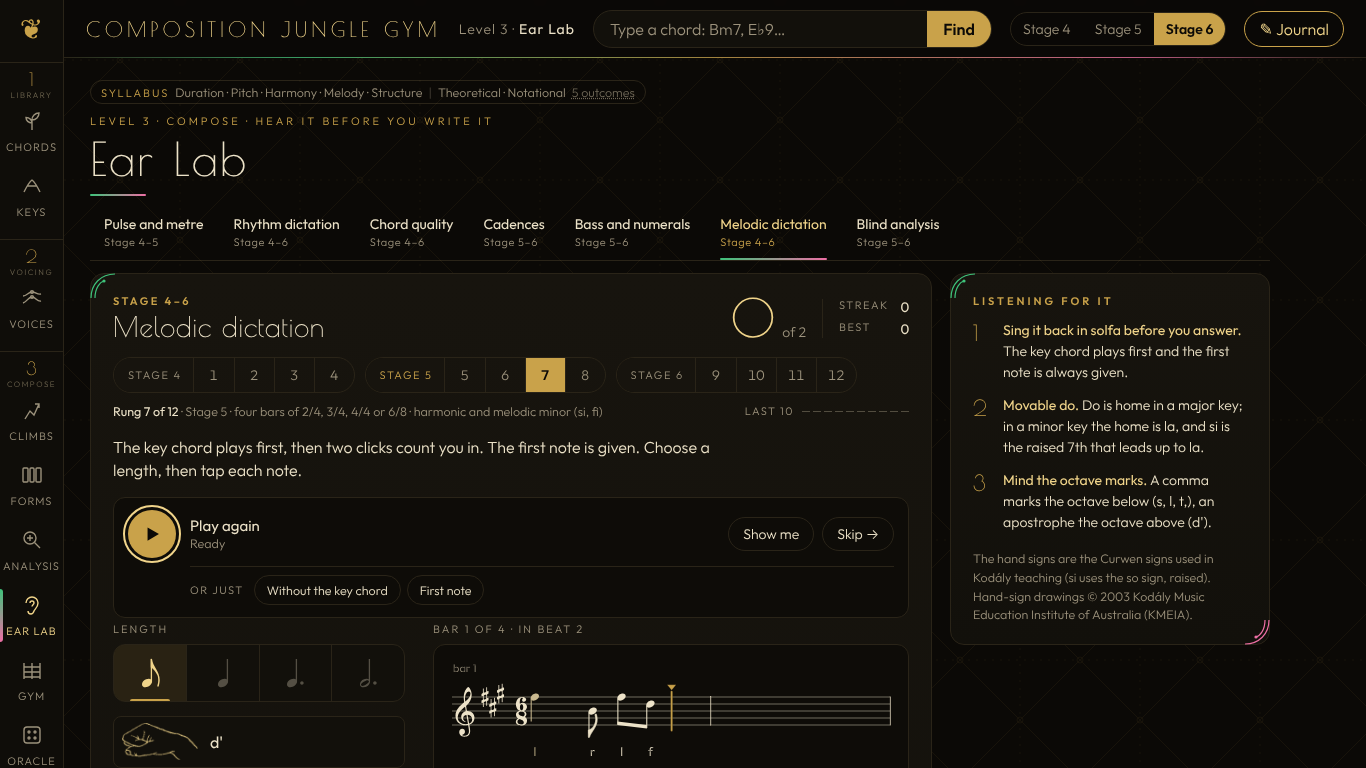 COMPOSITION JUNGLE GYM
Level 3 · Ear Lab
Type a chord: Bm7, E♭9…
Find
Stage 4
Stage 5
Stage 6
✎ Journal
1
LIBRARY
CHORDS
KEYS
2
VOICING
VOICES
3
COMPOSE
CLIMBS
FORMS
ANALYSIS
EAR LAB
GYM
ORACLE
SYLLABUS Duration · Pitch · Harmony · Melody · Structure | Theoretical · Notational 5 outcomes
LEVEL 3 · COMPOSE · HEAR IT BEFORE YOU WRITE IT
Ear Lab
Pulse and metre
Stage 4–5
Rhythm dictation
Stage 4–6
Chord quality
Stage 4–6
Cadences
Stage 5–6
Bass and numerals
Stage 5–6
Melodic dictation
Stage 4–6
Blind analysis
Stage 5–6
STAGE 4–6
Melodic dictation
of 2
STREAK 0
BEST 0
STAGE 4 1 2 3 4
STAGE 5 5 6 7 8
STAGE 6 9 10 11 12
Rung 7 of 12 · Stage 5 · four bars of 2/4, 3/4, 4/4 or 6/8 · harmonic and melodic minor (si, fi)
LAST 10
The key chord plays first, then two clicks count you in. The first note is given. Choose a
length, then tap each note.
Play again
Ready
Show me
Skip →
OR JUST
Without the key chord
First note
LENGTH
d'
BAR 1 OF 4 · IN BEAT 2
bar 1
6
8
l r l f
LISTENING FOR IT
1
Sing it back in solfa before you answer.
The key chord plays first and the first
note is always given.
2
Movable do. Do is home in a major key;
in a minor key the home is la, and si is
the raised 7th that leads up to la.
3
Mind the octave marks. A comma
marks the octave below (s, l, t,), an
apostrophe the octave above (d').
The hand signs are the Curwen signs used in
Kodály teaching (si uses the so sign, raised).
Hand-sign drawings © 2003 Kodály Music
Education Institute of Australia (KMEIA).